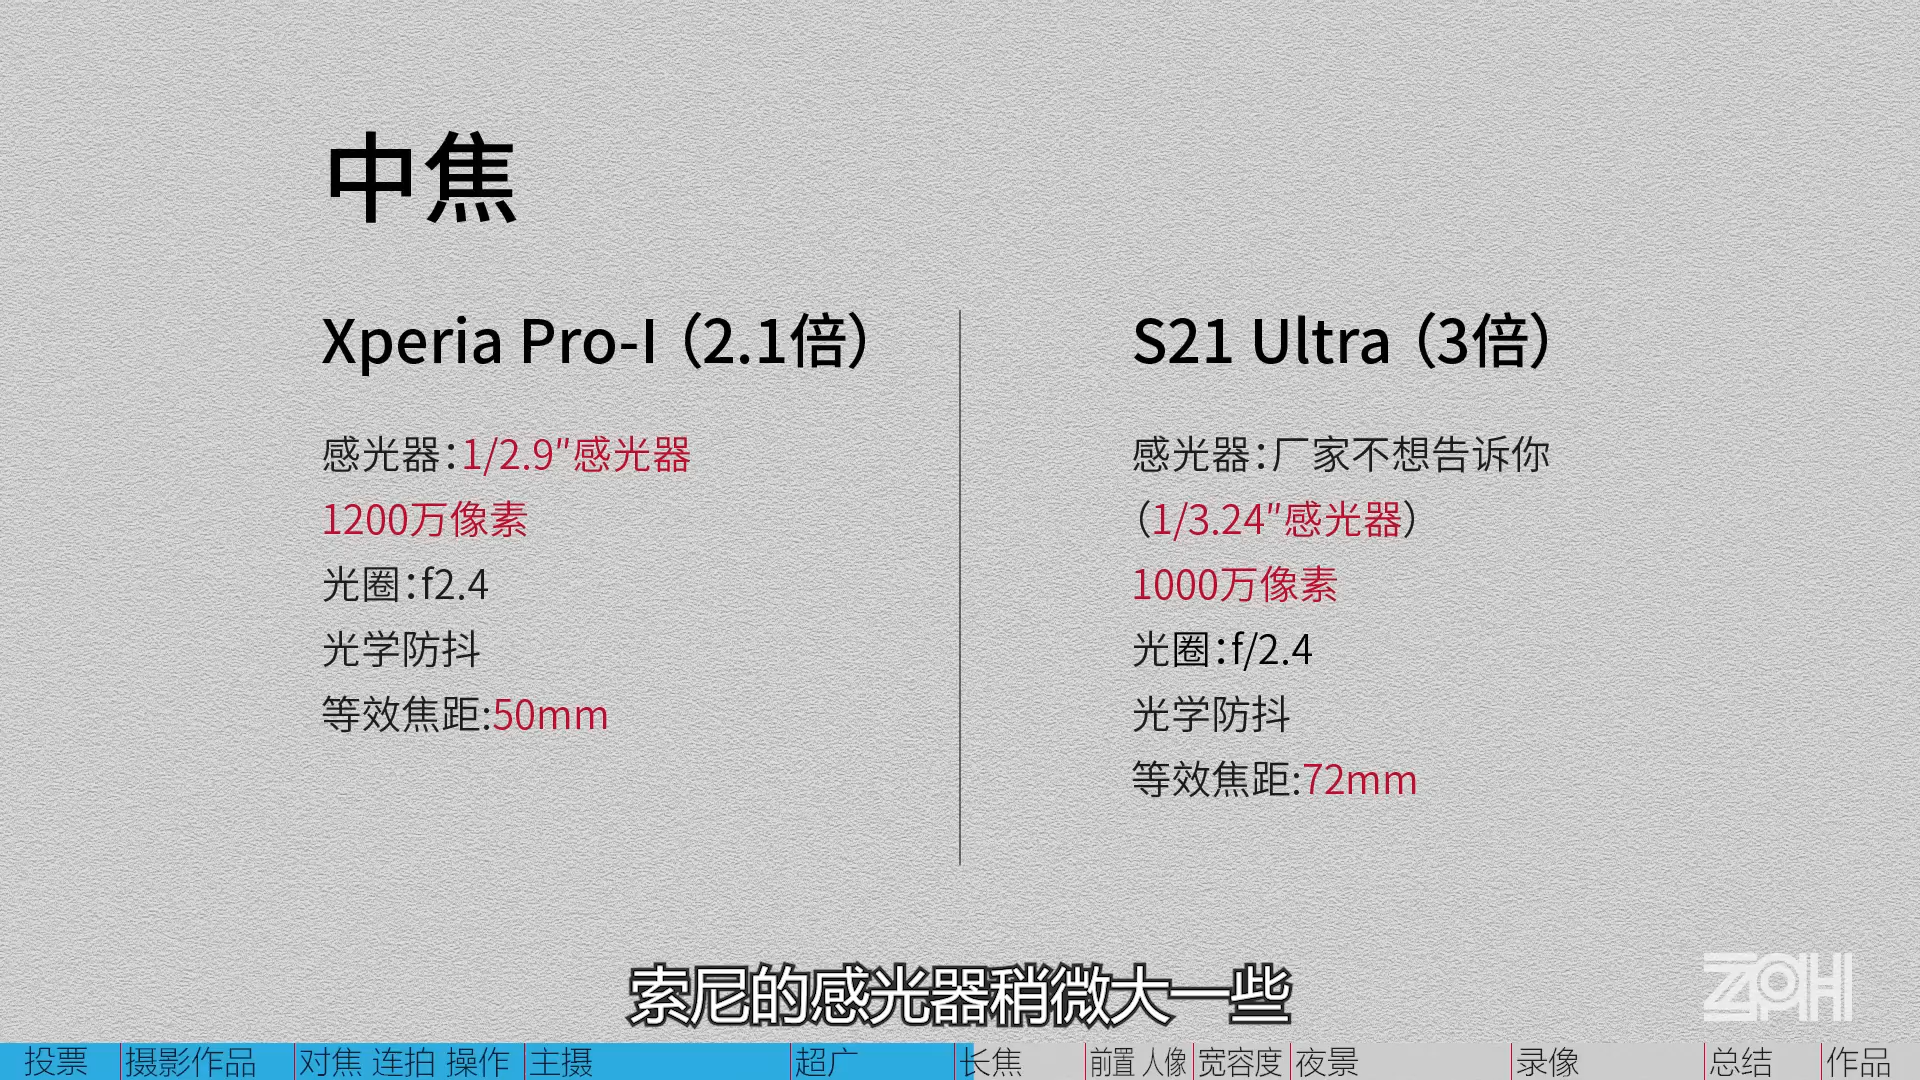 中焦
Xperia Pro-I（2.1倍）
感光器：1/2.9"感光器
1200万像素
光圈：f2.4
光学防抖
等效焦距:50mm
S21 Ultra（3倍）
感光器：厂家不想告诉你
（1/3.24"感光器）
1000万像素
光圈：f/2.4
光学防抖
等效焦距:72mm
索尼的感光器稍微大一些
ZPH
投票 摄影作品 对焦 连拍 操作 主摄 超广 长焦 前置 人像 宽容度 夜景 录像 总结 作品